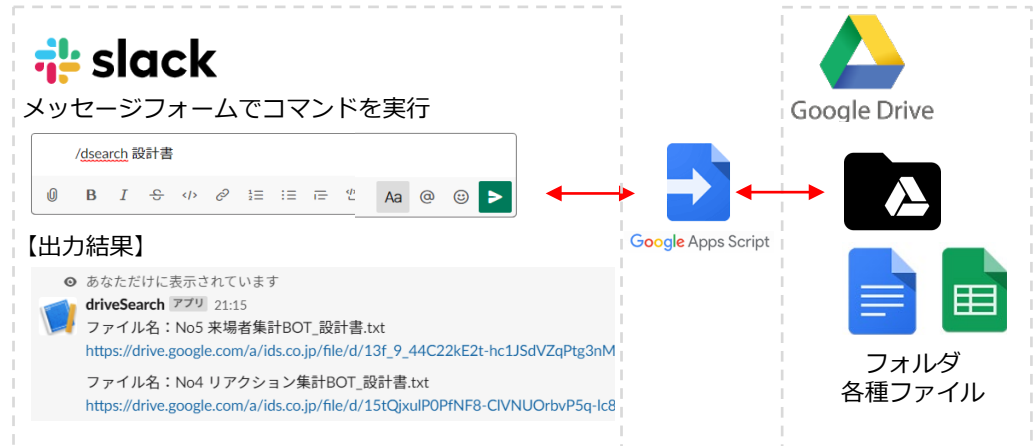 slack
メッセージフォームでコマンドを実行
/dsearch 設計書
B I S </> Aa @
【出力結果】
あなただけに表示されています
driveSearch アプリ 21:15
ファイル名：No5 来場者集計BOT_設計書.txt
https://drive.google.com/a/ids.co.jp/file/d/13f_9_44C22kE2t-hc1JSdVZqPtg3nM
ファイル名：No4 リアクション集計BOT_設計書.txt
https://drive.google.com/a/ids.co.jp/file/d/15tQjxulP0PfNF8-ClVNUOrbvP5q-lc8
Google Apps Script
Google Drive
フォルダ
各種ファイル